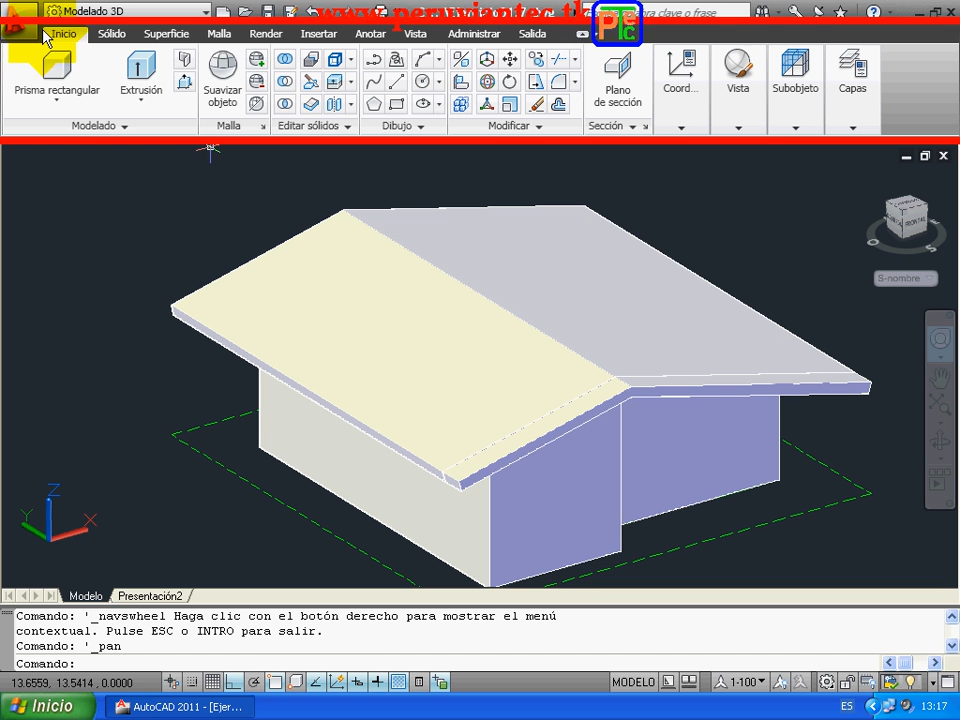 Modelado 3D
Inicio Sólido Superficie Malla Render Insertar Anotar Vista Administrar Salida
Prisma rectangular Extrusión Suavizar objeto Plano de sección Coord... Vista Subobjeto Capas
Modelado Malla Editar sólidos Dibujo Modificar Sección
FRONTAL
S-nombre
Z
Y X
Modelo Presentación2
Comando: '_navswheel Haga clic con el botón derecho para mostrar el menú
contextual. Pulse ESC o INTRO para salir.
Comando: '_pan
Comando:
13.6559, 13.5414 , 0.0000 MODELO 1-100
Inicio AutoCAD 2011 - [Ejer... ES 13:17